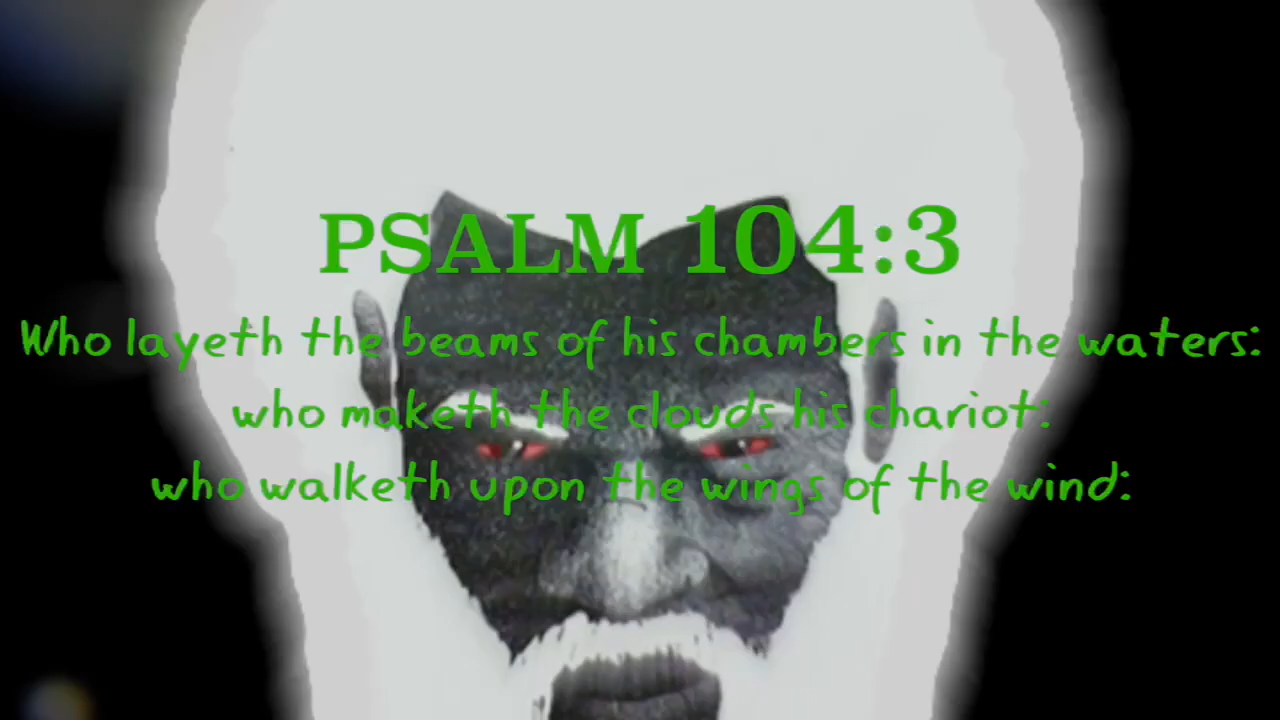 PSALM 104:3
Who layeth the beams of his chambers in the waters:
who maketh the clouds his chariot:
who walketh upon the wings of the wind: